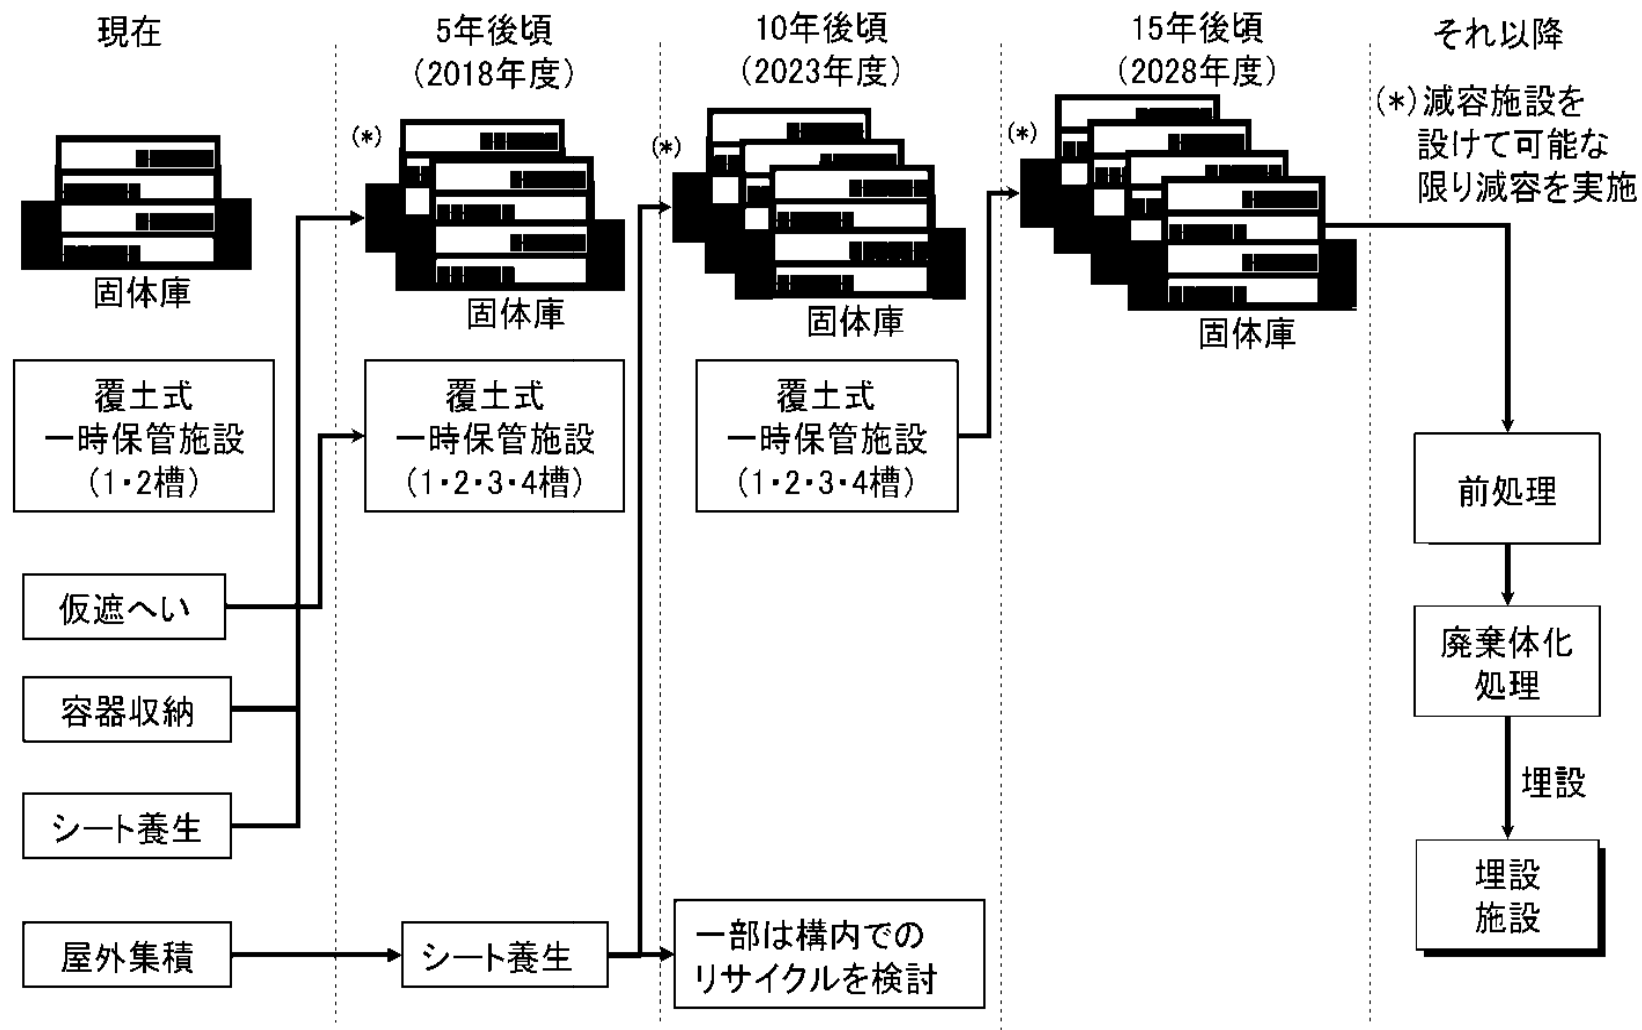 現在
5年後頃
(2018年度)
10年後頃
(2023年度)
15年後頃
(2028年度)
それ以降
(*)減容施設を
設けて可能な
限り減容を実施
(*)
(*)
(*)
固体庫
固体庫
固体庫
固体庫
覆土式
一時保管施設
(1・2槽)
覆土式
一時保管施設
(1・2・3・4槽)
覆土式
一時保管施設
(1・2・3・4槽)
仮遮へい
容器収納
シート養生
屋外集積
シート養生
一部は構内での
リサイクルを検討
前処理
廃棄体化
処理
埋設
埋設
施設